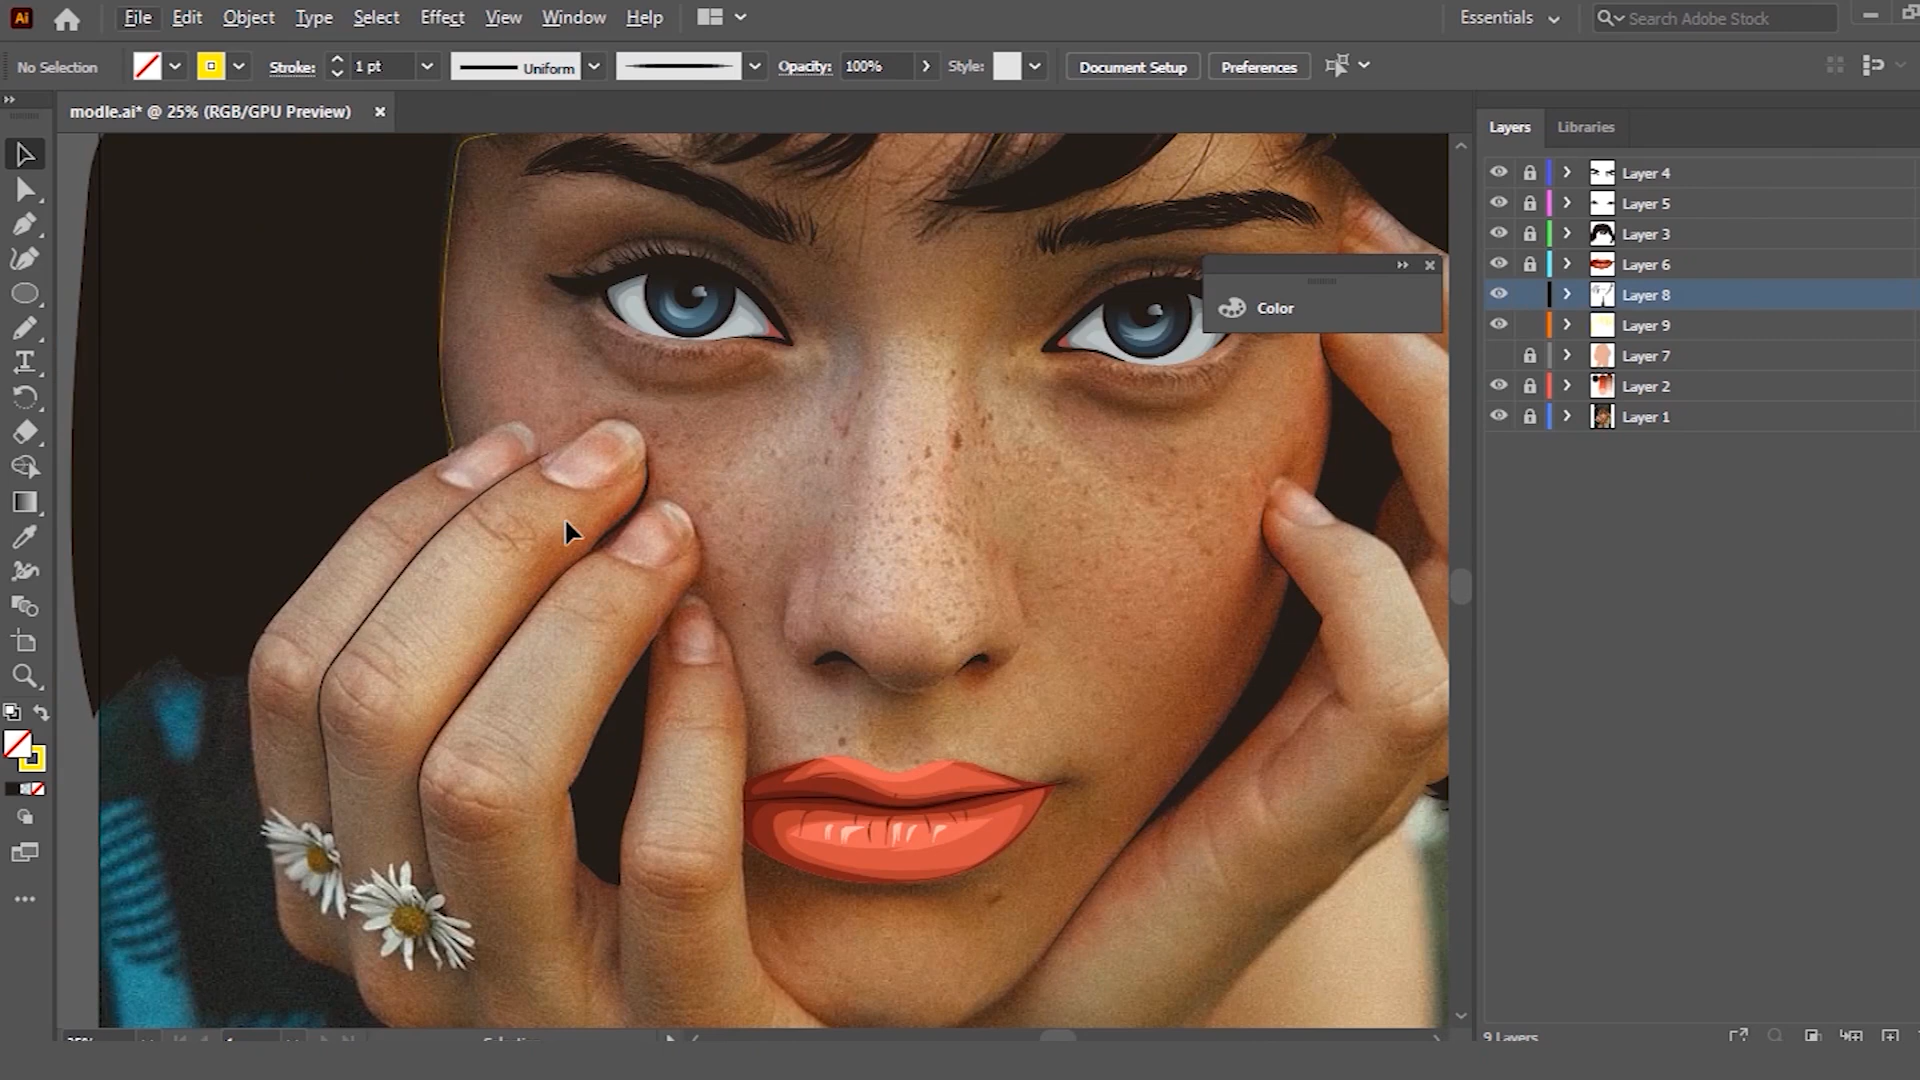 Ai File Edit Object Type Select Effect View Window Help Essentials Search Adobe Stock
No Selection Stroke: 1 pt Uniform Opacity: 100% Style: Document Setup Preferences
modle.ai* @ 25% (RGB/GPU Preview)
Layers Libraries
Layer 4
Layer 5
Layer 3
Layer 6
Layer 8
Color
Layer 9
Layer 7
Layer 2
Layer 1
9 Layers